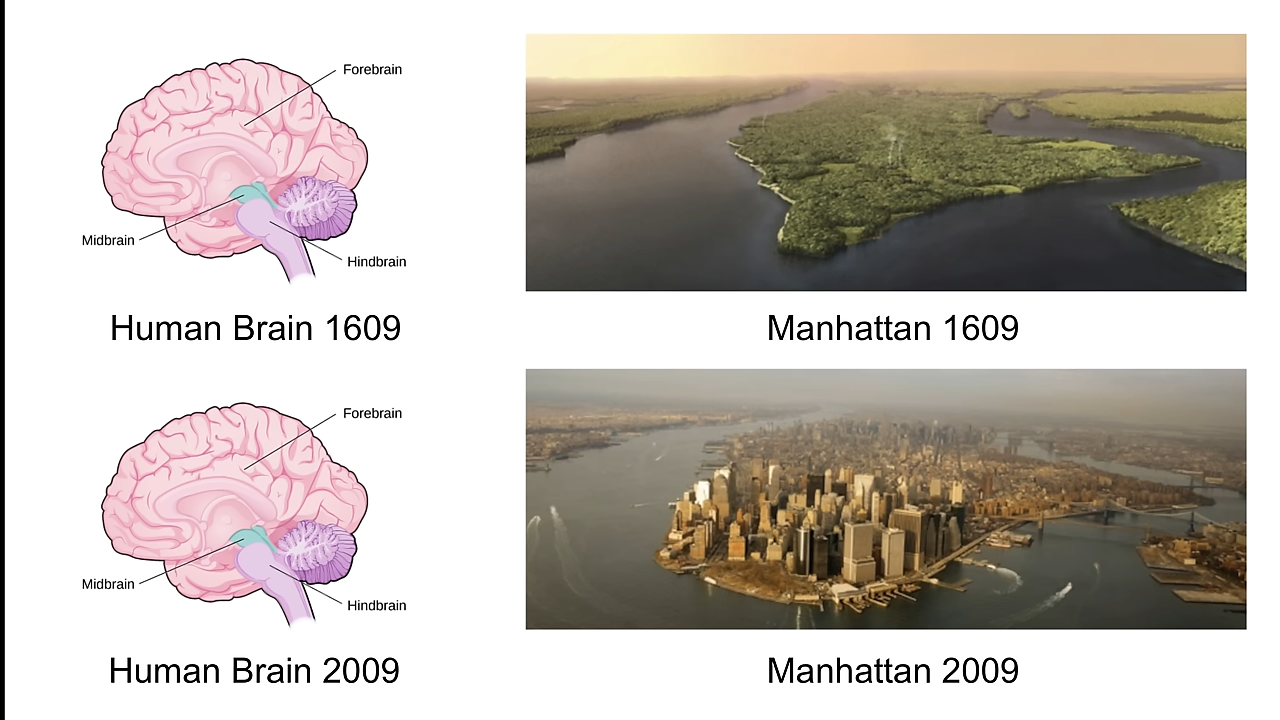 Forebrain
Midbrain
Hindbrain
Human Brain 1609
Manhattan 1609
Forebrain
Midbrain
Hindbrain
Human Brain 2009
Manhattan 2009